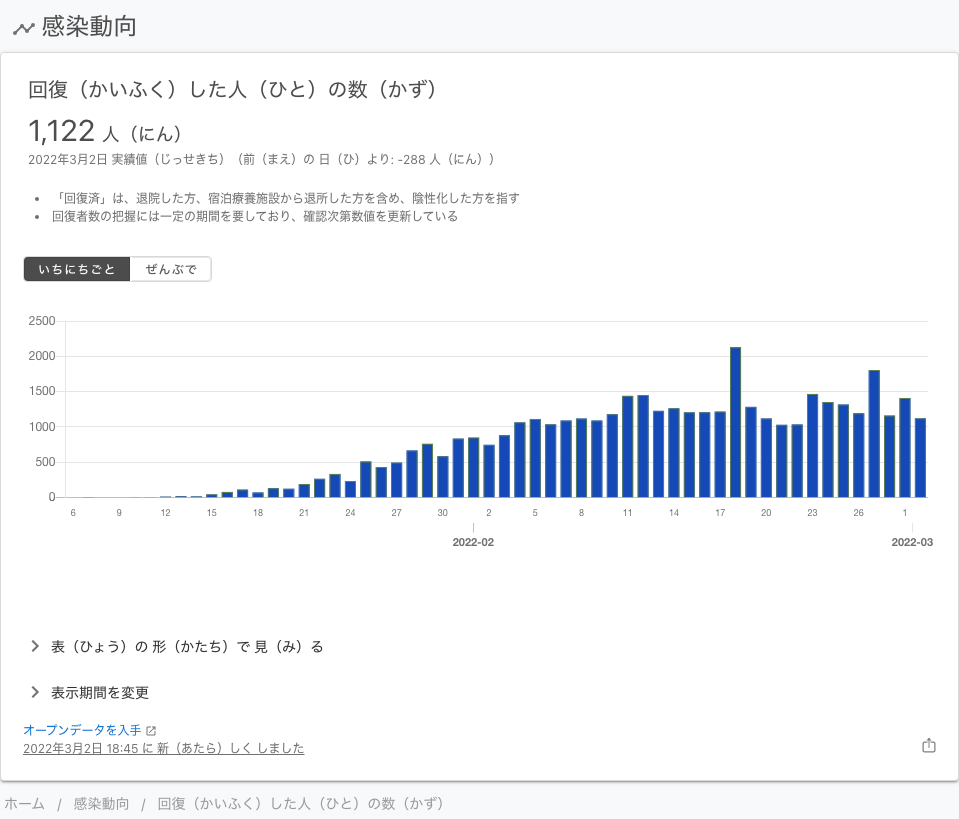 感染動向
回復（かいふく）した人（ひと）の数（かず）
1,122 人（にん）
2022年3月2日 実績値（じっせきち）（前（まえ）の 日（ひ）より: -288 人（にん））
「回復済」は、退院した方、宿泊療養施設から退所した方を含め、陰性化した方を指す
回復者数の把握には一定の期間を要しており、確認次第数値を更新している
いちにちごと ぜんぶで
2500
2000
1500
1000
500
0
6 9 12 15 18 21 24 27 30 2 5 8 11 14 17 20 23 26 1
2022-02 2022-03
表（ひょう）の 形（かたち）で 見（み）る
表示期間を変更
オープンデータを入手
2022年3月2日 18:45 に 新（あたら）しく しました
ホーム / 感染動向 / 回復（かいふく）した人（ひと）の数（かず）